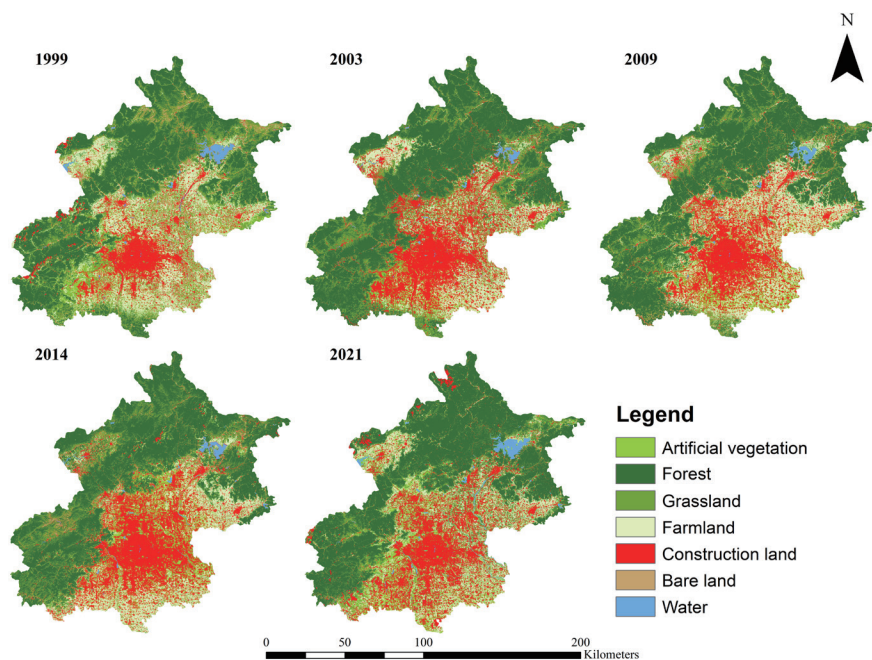 N
1999
2003
2009
2014
2021
Legend
Artificial vegetation
Forest
Grassland
Farmland
Construction land
Bare land
Water
0 50 100 200
Kilometers